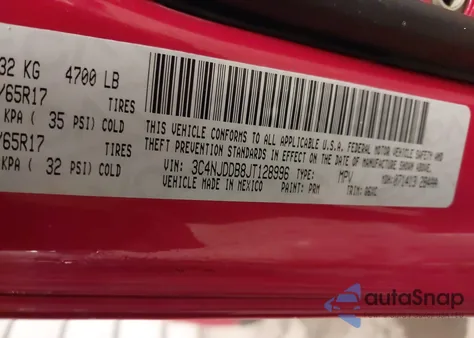 32 KG 4700 LB
/65R17 TIRES
KPA ( 35 PSI) COLD
/65R17 TIRES
KPA ( 32 PSI) COLD
THIS VEHICLE CONFORMS TO ALL APPLICABLE U.S.A. FEDERAL MOTOR VEHICLE SAFETY AND
THEFT PREVENTION STANDARDS IN EFFECT ON THE DATE OF MANUFACTURE SHOWN ABOVE.
VIN: 3C4NJDDB8JT128996 TYPE: MPV
VEHICLE MADE IN MEXICO PAINT: PRM TRIM:
autoSnap